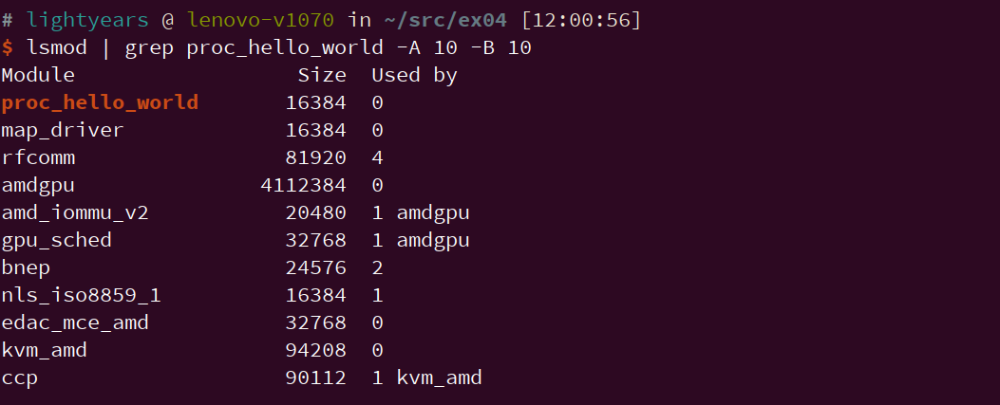 # lightyears @ lenovo-v1070 in ~/src/ex04 [12:00:56]
$ lsmod | grep proc_hello_world -A 10 -B 10
Module                  Size  Used by
proc_hello_world       16384  0
map_driver             16384  0
rfcomm                 81920  4
amdgpu               4112384  0
amd_iommu_v2           20480  1 amdgpu
gpu_sched              32768  1 amdgpu
bnep                   24576  2
nls_iso8859_1          16384  1
edac_mce_amd           32768  0
kvm_amd                94208  0
ccp                    90112  1 kvm_amd